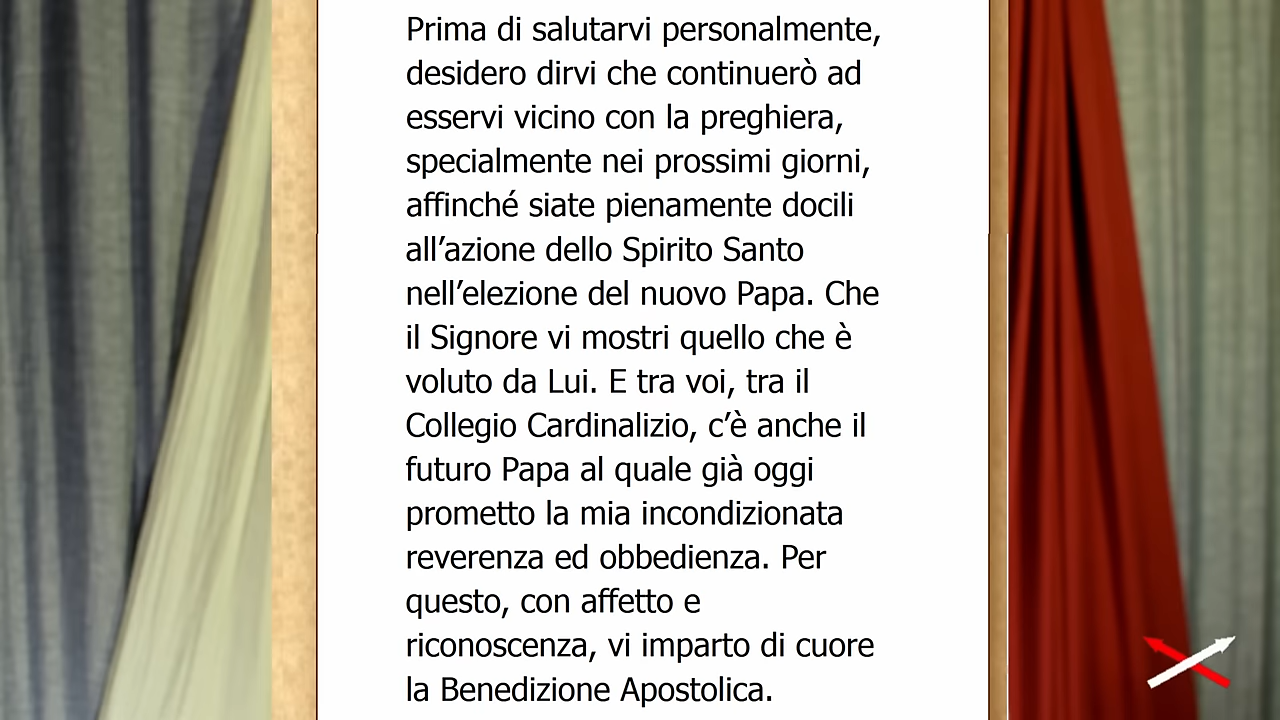 Prima di salutarvi personalmente,
desidero dirvi che continuerò ad
esservi vicino con la preghiera,
specialmente nei prossimi giorni,
affinché siate pienamente docili
all’azione dello Spirito Santo
nell’elezione del nuovo Papa. Che
il Signore vi mostri quello che è
voluto da Lui. E tra voi, tra il
Collegio Cardinalizio, c’è anche il
futuro Papa al quale già oggi
prometto la mia incondizionata
reverenza ed obbedienza. Per
questo, con affetto e
riconoscenza, vi imparto di cuore
la Benedizione Apostolica.